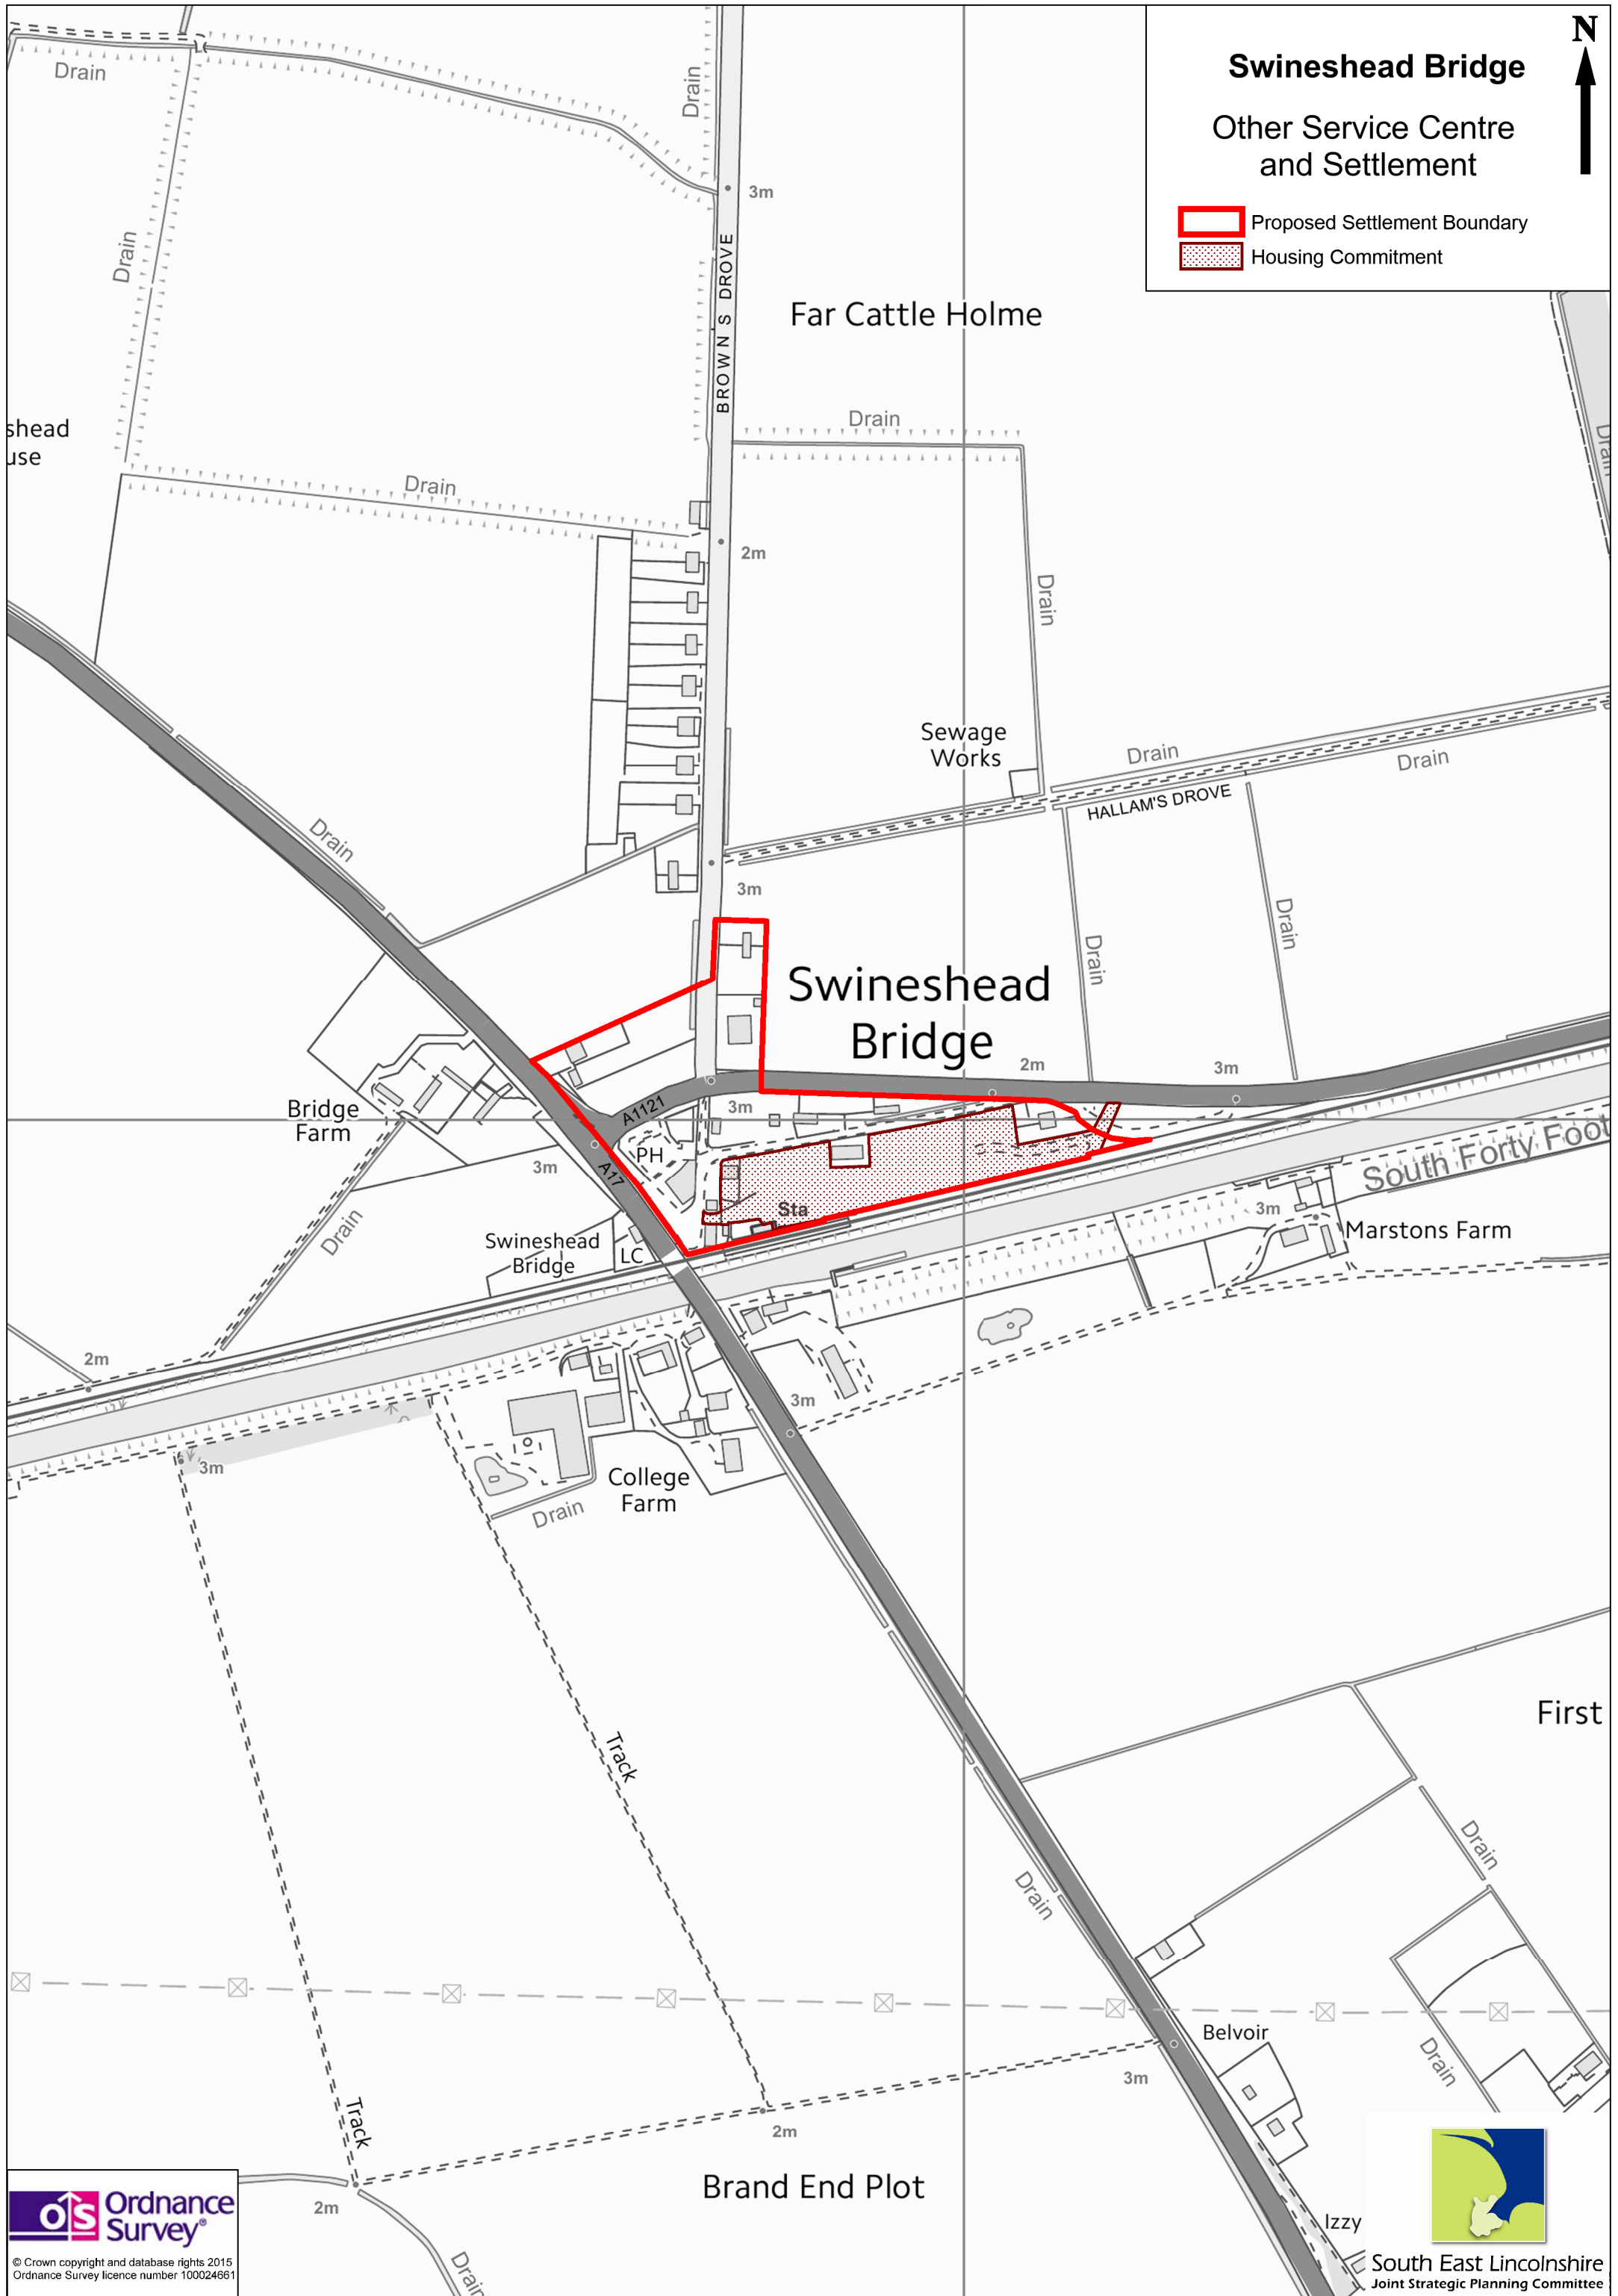 N
Swineshead Bridge
Other Service Centre
and Settlement
Proposed Settlement Boundary
Housing Commitment
Drain
Drain
Drain
3m
BROWN S DROVE
Far Cattle Holme
shead
use
Drain
Drain
Drain
2m
Drain
Sewage
Works
Drain
Drain
HALLAM'S DROVE
Drain
3m
Drain
Drain
Swineshead
Bridge
2m
3m
A1121
3m
Bridge
Farm
PH
3m
A17
South Forty Foot
Sta
3m
Marstons Farm
Drain
Swineshead
Bridge
LC
2m
3m
3m
College
Farm
Drain
First
Track
Drain
Drain
Belvoir
Drain
3m
Track
2m
Brand End Plot
2m
Izzy
Drain
Ordnance
Survey®
© Crown copyright and database rights 2015
Ordnance Survey licence number 100024661
South East Lincolnshire
Joint Strategic Planning Committee